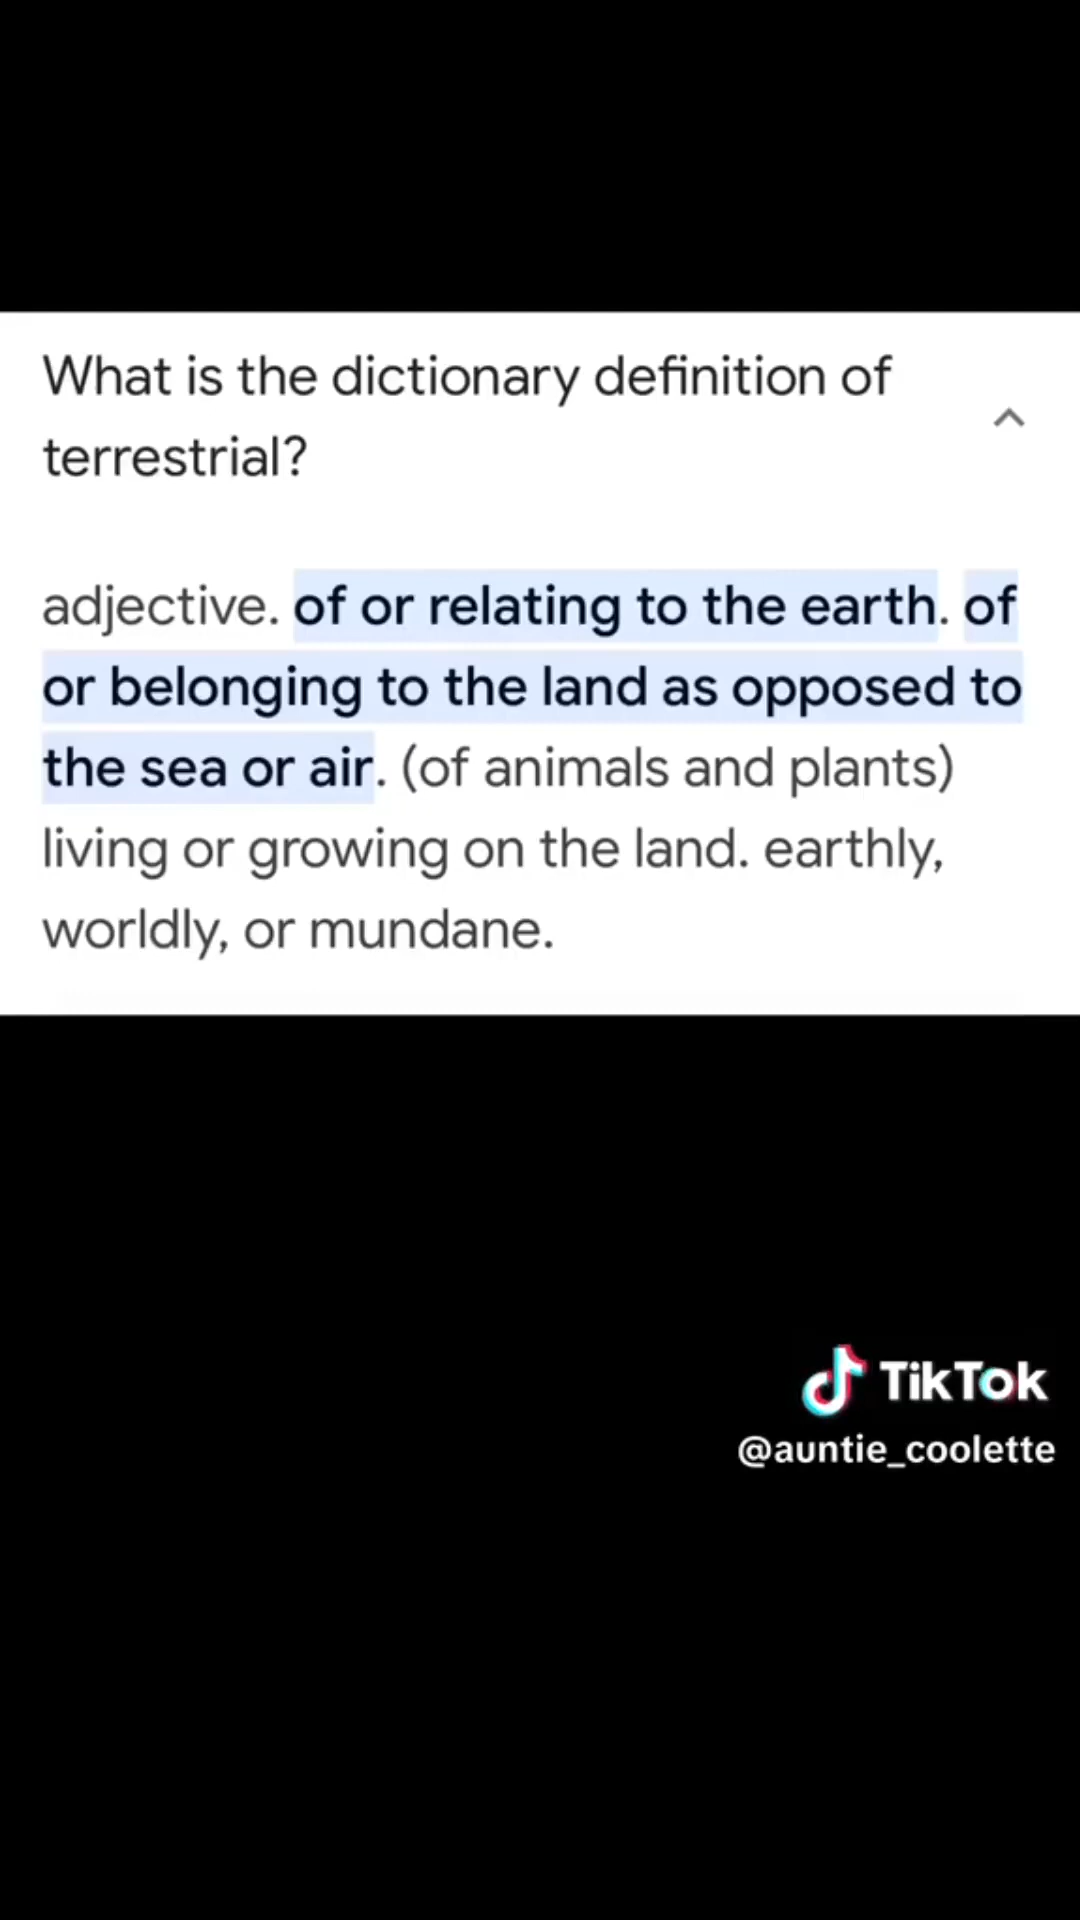 What is the dictionary definition of
terrestrial?
adjective. of or relating to the earth. of
or belonging to the land as opposed to
the sea or air. (of animals and plants)
living or growing on the land. earthly,
worldly, or mundane.
TikTok
@auntie_coolette